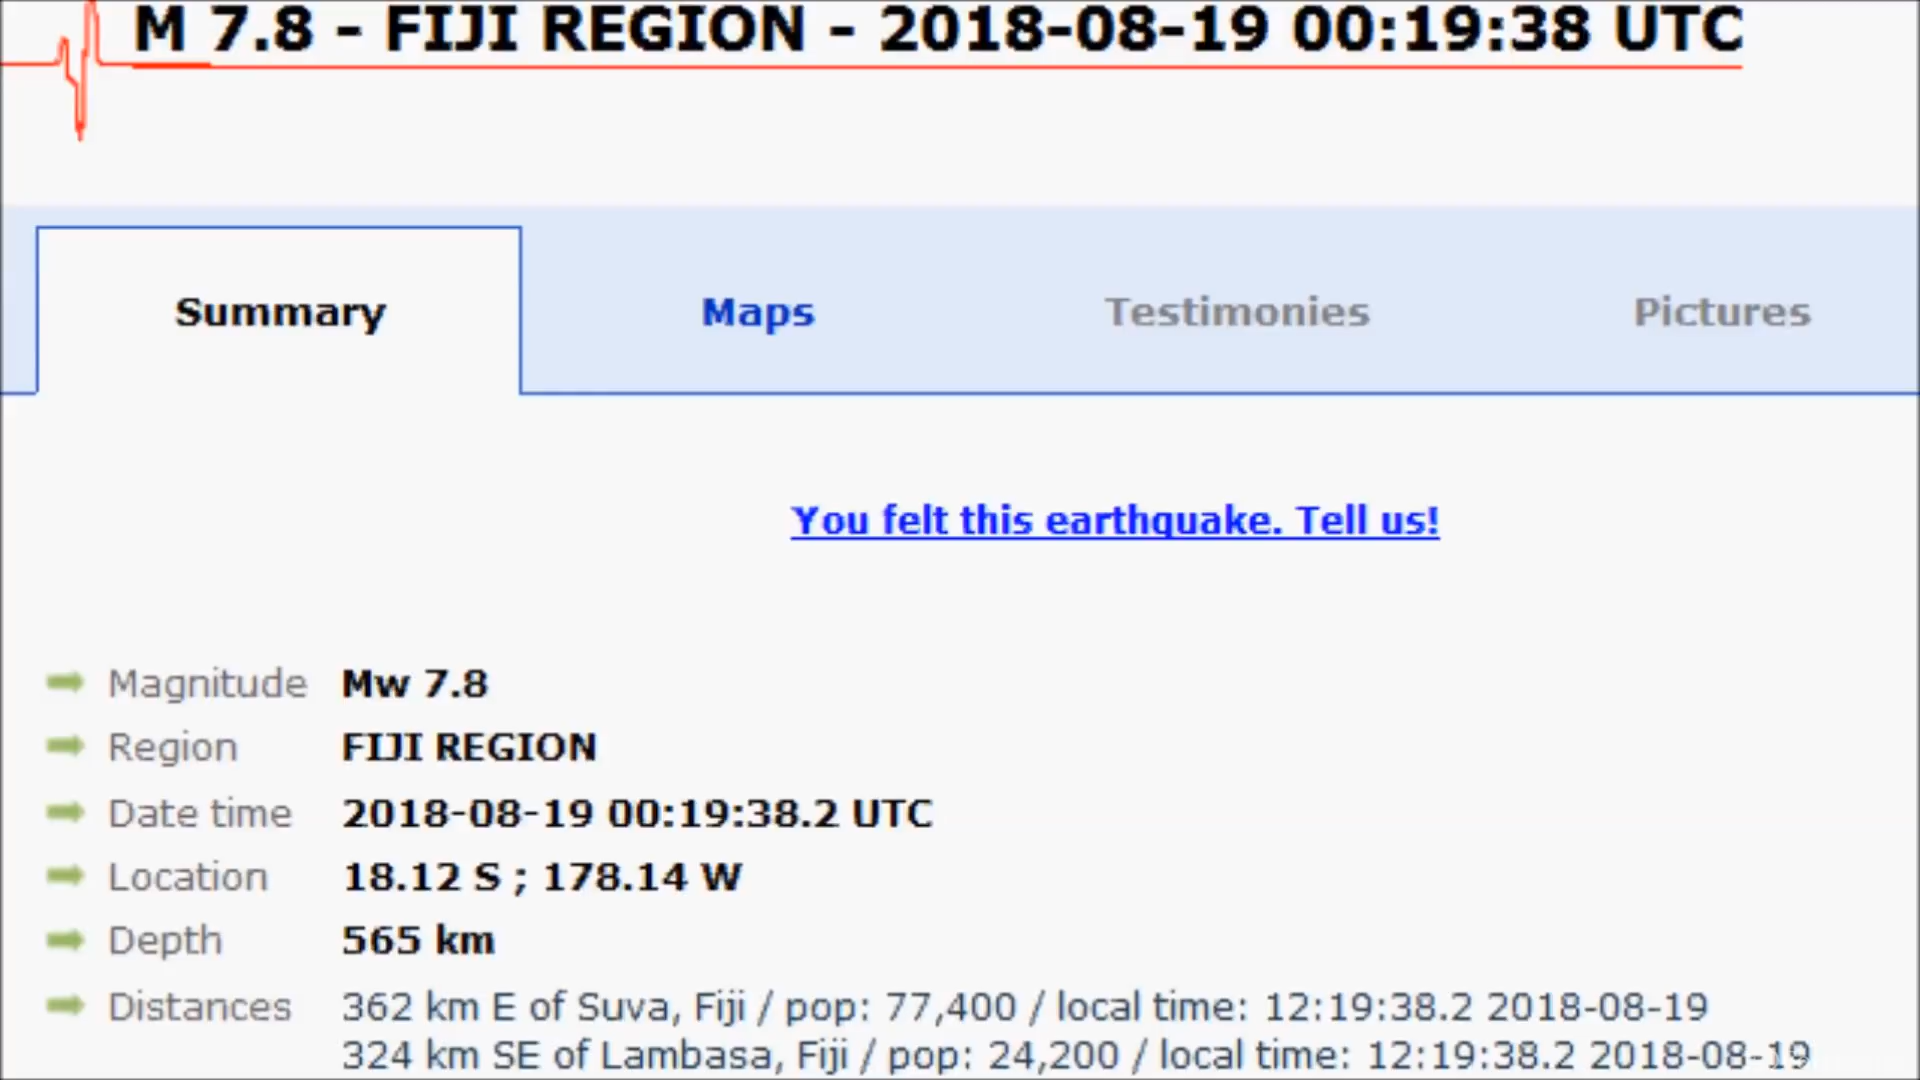 M 7.8 - FIJI REGION - 2018-08-19 00:19:38 UTC
Summary Maps Testimonies Pictures
You felt this earthquake. Tell us!
Magnitude Mw 7.8
Region FIJI REGION
Date time 2018-08-19 00:19:38.2 UTC
Location 18.12 S ; 178.14 W
Depth 565 km
Distances 362 km E of Suva, Fiji / pop: 77,400 / local time: 12:19:38.2 2018-08-19
324 km SE of Lambasa, Fiji / pop: 24,200 / local time: 12:19:38.2 2018-08-19